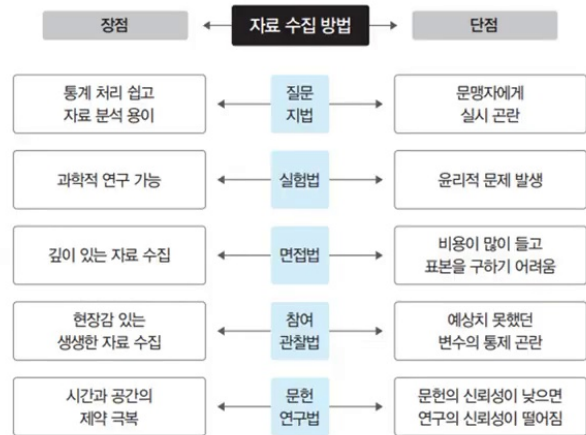 장점 자료 수집 방법 단점
통계 처리 쉽고
자료 분석 용이
질문
지법
문맹자에게
실시 곤란
과학적 연구 가능
실험법
윤리적 문제 발생
깊이 있는 자료 수집
면접법
비용이 많이 들고
표본을 구하기 어려움
현장감 있는
생생한 자료 수집
참여
관찰법
예상치 못했던
변수의 통제 곤란
시간과 공간의
제약 극복
문헌
연구법
문헌의 신뢰성이 낮으면
연구의 신뢰성이 떨어짐